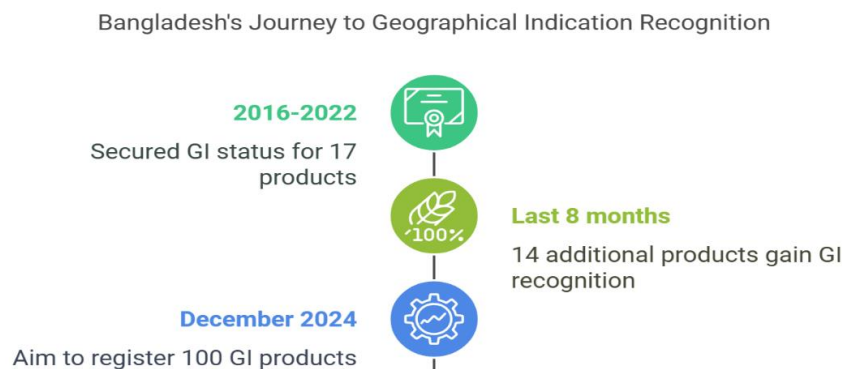 Bangladesh's Journey to Geographical Indication Recognition
2016-2022
Secured GI status for 17
products
100%
Last 8 months
14 additional products gain GI
recognition
December 2024
Aim to register 100 GI products